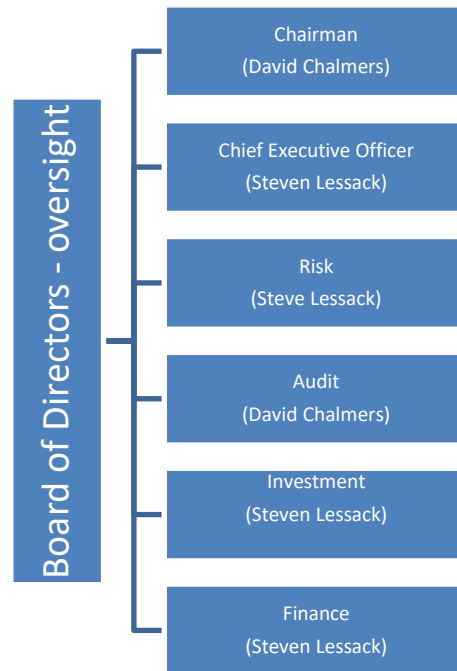 Board of Directors - oversight
Chairman
(David Chalmers)
Chief Executive Officer
(Steven Lessack)
Risk
(Steve Lessack)
Audit
(David Chalmers)
Investment
(Steven Lessack)
Finance
(Steven Lessack)